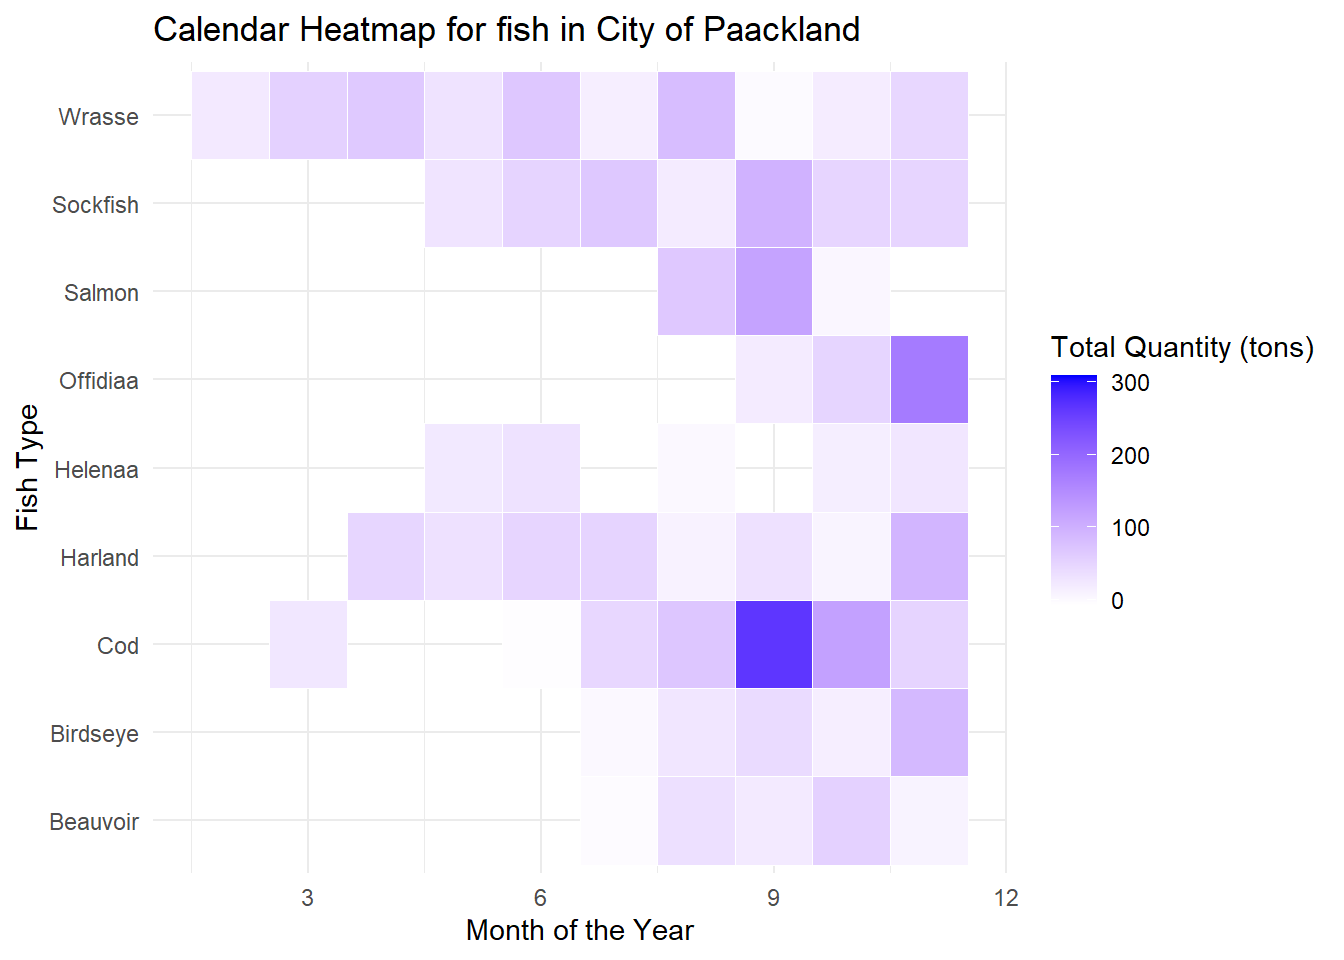 Calendar Heatmap for fish in City of Paackland
Wrasse
Sockfish
Salmon
Offidiaa
Helenaa
Harland
Cod
Birdseye
Beauvoir
Fish Type
3
6
9
12
Month of the Year
Total Quantity (tons)
300
200
100
0